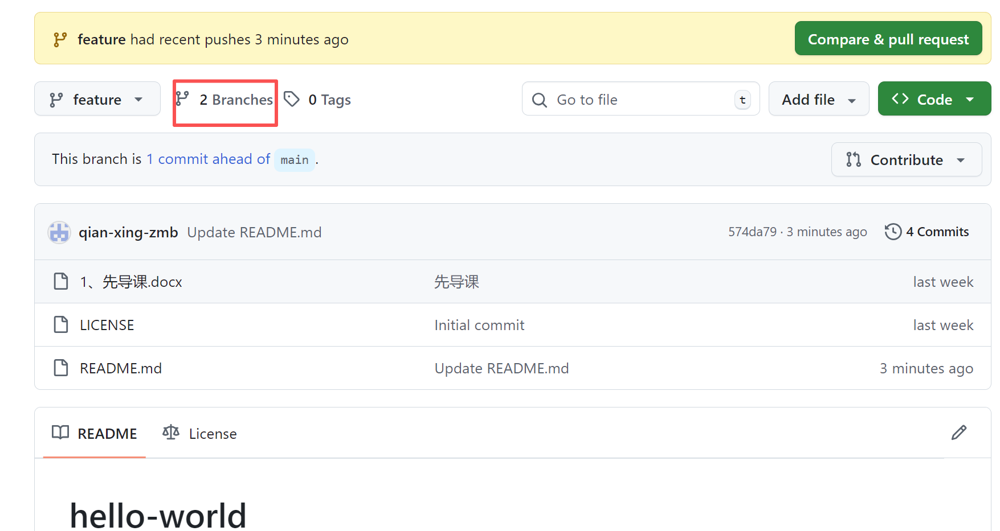 feature had recent pushes 3 minutes ago
Compare & pull request
feature
2 Branches
0 Tags
Go to file
t
Add file
Code
This branch is 1 commit ahead of main .
Contribute
qian-xing-zmb Update README.md
574da79 · 3 minutes ago
4 Commits
1、先导课.docx
先导课
last week
LICENSE
Initial commit
last week
README.md
Update README.md
3 minutes ago
README
License
hello-world